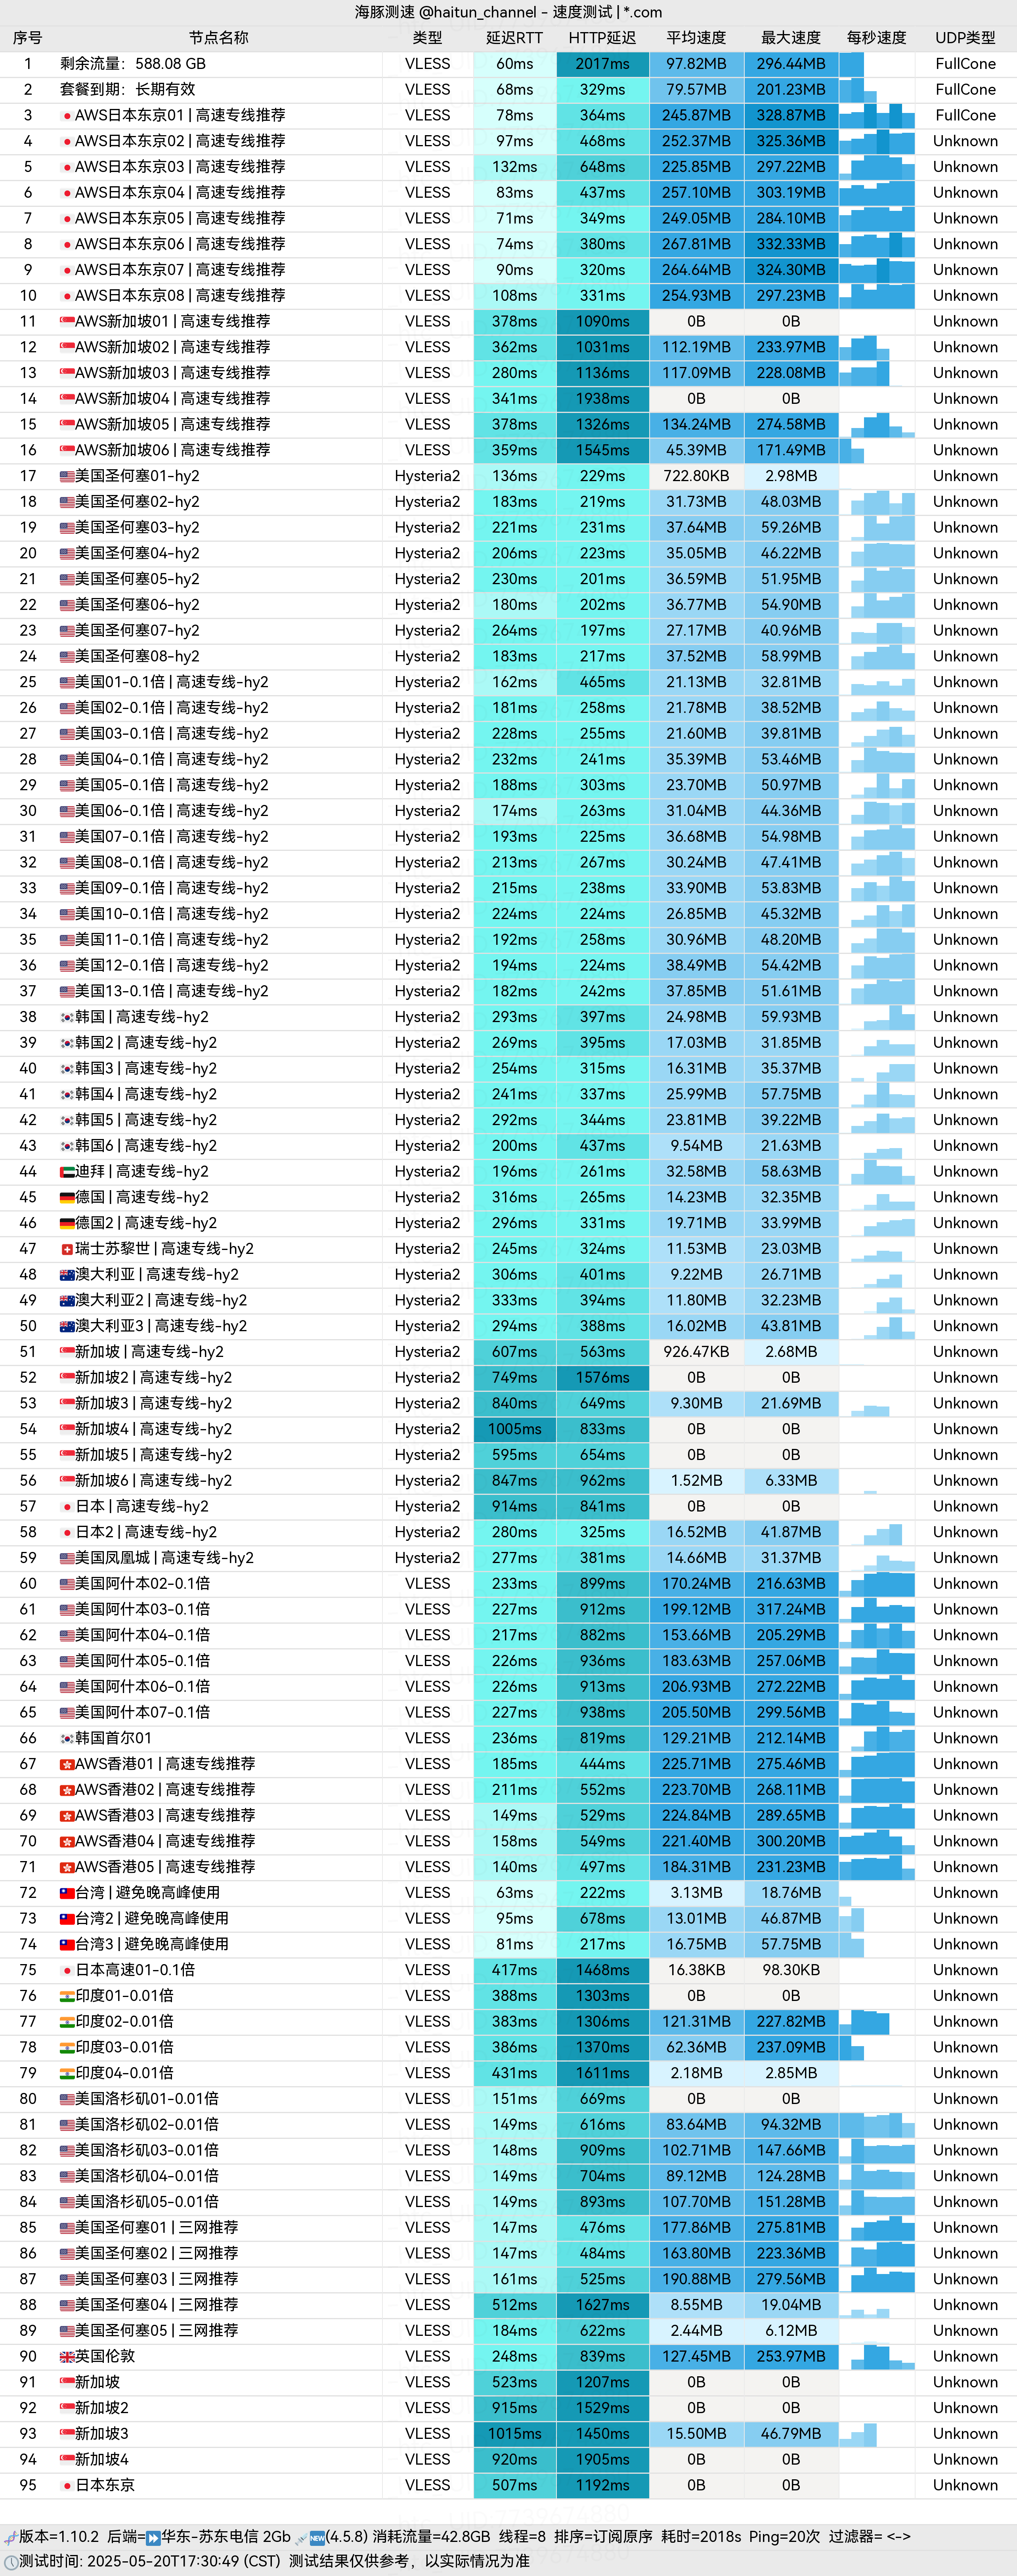 海豚测速 @haitun_channel - 速度测试 | *.com
序号 节点名称 类型 延迟RTT HTTP延迟 平均速度 最大速度 每秒速度 UDP类型
1 剩余流量：588.08 GB VLESS 60ms 2017ms 97.82MB 296.44MB FullCone
2 套餐到期：长期有效 VLESS 68ms 329ms 79.57MB 201.23MB FullCone
3 AWS日本东京01 | 高速专线推荐 VLESS 78ms 364ms 245.87MB 328.87MB FullCone
4 AWS日本东京02 | 高速专线推荐 VLESS 97ms 468ms 252.37MB 325.36MB Unknown
5 AWS日本东京03 | 高速专线推荐 VLESS 132ms 648ms 225.85MB 297.22MB Unknown
6 AWS日本东京04 | 高速专线推荐 VLESS 83ms 437ms 257.10MB 303.19MB Unknown
7 AWS日本东京05 | 高速专线推荐 VLESS 71ms 349ms 249.05MB 284.10MB Unknown
8 AWS日本东京06 | 高速专线推荐 VLESS 74ms 380ms 267.81MB 332.33MB Unknown
9 AWS日本东京07 | 高速专线推荐 VLESS 90ms 320ms 264.64MB 324.30MB Unknown
10 AWS日本东京08 | 高速专线推荐 VLESS 108ms 331ms 254.93MB 297.23MB Unknown
11 AWS新加坡01 | 高速专线推荐 VLESS 378ms 1090ms 0B 0B Unknown
12 AWS新加坡02 | 高速专线推荐 VLESS 362ms 1031ms 112.19MB 233.97MB Unknown
13 AWS新加坡03 | 高速专线推荐 VLESS 280ms 1136ms 117.09MB 228.08MB Unknown
14 AWS新加坡04 | 高速专线推荐 VLESS 341ms 1938ms 0B 0B Unknown
15 AWS新加坡05 | 高速专线推荐 VLESS 378ms 1326ms 134.24MB 274.58MB Unknown
16 AWS新加坡06 | 高速专线推荐 VLESS 359ms 1545ms 45.39MB 171.49MB Unknown
17 美国圣何塞01-hy2 Hysteria2 136ms 229ms 722.80KB 2.98MB Unknown
18 美国圣何塞02-hy2 Hysteria2 183ms 219ms 31.73MB 48.03MB Unknown
19 美国圣何塞03-hy2 Hysteria2 221ms 231ms 37.64MB 59.26MB Unknown
20 美国圣何塞04-hy2 Hysteria2 206ms 223ms 35.05MB 46.22MB Unknown
21 美国圣何塞05-hy2 Hysteria2 230ms 201ms 36.59MB 51.95MB Unknown
22 美国圣何塞06-hy2 Hysteria2 180ms 202ms 36.77MB 54.90MB Unknown
23 美国圣何塞07-hy2 Hysteria2 264ms 197ms 27.17MB 40.96MB Unknown
24 美国圣何塞08-hy2 Hysteria2 183ms 217ms 37.52MB 58.99MB Unknown
25 美国01-0.1倍 | 高速专线-hy2 Hysteria2 162ms 465ms 21.13MB 32.81MB Unknown
26 美国02-0.1倍 | 高速专线-hy2 Hysteria2 181ms 258ms 21.78MB 38.52MB Unknown
27 美国03-0.1倍 | 高速专线-hy2 Hysteria2 228ms 255ms 21.60MB 39.81MB Unknown
28 美国04-0.1倍 | 高速专线-hy2 Hysteria2 232ms 241ms 35.39MB 53.46MB Unknown
29 美国05-0.1倍 | 高速专线-hy2 Hysteria2 188ms 303ms 23.70MB 50.97MB Unknown
30 美国06-0.1倍 | 高速专线-hy2 Hysteria2 174ms 263ms 31.04MB 44.36MB Unknown
31 美国07-0.1倍 | 高速专线-hy2 Hysteria2 193ms 225ms 36.68MB 54.98MB Unknown
32 美国08-0.1倍 | 高速专线-hy2 Hysteria2 213ms 267ms 30.24MB 47.41MB Unknown
33 美国09-0.1倍 | 高速专线-hy2 Hysteria2 215ms 238ms 33.90MB 53.83MB Unknown
34 美国10-0.1倍 | 高速专线-hy2 Hysteria2 224ms 224ms 26.85MB 45.32MB Unknown
35 美国11-0.1倍 | 高速专线-hy2 Hysteria2 192ms 258ms 30.96MB 48.20MB Unknown
36 美国12-0.1倍 | 高速专线-hy2 Hysteria2 194ms 224ms 38.49MB 54.42MB Unknown
37 美国13-0.1倍 | 高速专线-hy2 Hysteria2 182ms 242ms 37.85MB 51.61MB Unknown
38 韩国 | 高速专线-hy2 Hysteria2 293ms 397ms 24.98MB 59.93MB Unknown
39 韩国2 | 高速专线-hy2 Hysteria2 269ms 395ms 17.03MB 31.85MB Unknown
40 韩国3 | 高速专线-hy2 Hysteria2 254ms 315ms 16.31MB 35.37MB Unknown
41 韩国4 | 高速专线-hy2 Hysteria2 241ms 337ms 25.99MB 57.75MB Unknown
42 韩国5 | 高速专线-hy2 Hysteria2 292ms 344ms 23.81MB 39.22MB Unknown
43 韩国6 | 高速专线-hy2 Hysteria2 200ms 437ms 9.54MB 21.63MB Unknown
44 迪拜 | 高速专线-hy2 Hysteria2 196ms 261ms 32.58MB 58.63MB Unknown
45 德国 | 高速专线-hy2 Hysteria2 316ms 265ms 14.23MB 32.35MB Unknown
46 德国2 | 高速专线-hy2 Hysteria2 296ms 331ms 19.71MB 33.99MB Unknown
47 瑞士苏黎世 | 高速专线-hy2 Hysteria2 245ms 324ms 11.53MB 23.03MB Unknown
48 澳大利亚 | 高速专线-hy2 Hysteria2 306ms 401ms 9.22MB 26.71MB Unknown
49 澳大利亚2 | 高速专线-hy2 Hysteria2 333ms 394ms 11.80MB 32.23MB Unknown
50 澳大利亚3 | 高速专线-hy2 Hysteria2 294ms 388ms 16.02MB 43.81MB Unknown
51 新加坡 | 高速专线-hy2 Hysteria2 607ms 563ms 926.47KB 2.68MB Unknown
52 新加坡2 | 高速专线-hy2 Hysteria2 749ms 1576ms 0B 0B Unknown
53 新加坡3 | 高速专线-hy2 Hysteria2 840ms 649ms 9.30MB 21.69MB Unknown
54 新加坡4 | 高速专线-hy2 Hysteria2 1005ms 833ms 0B 0B Unknown
55 新加坡5 | 高速专线-hy2 Hysteria2 595ms 654ms 0B 0B Unknown
56 新加坡6 | 高速专线-hy2 Hysteria2 847ms 962ms 1.52MB 6.33MB Unknown
57 日本 | 高速专线-hy2 Hysteria2 914ms 841ms 0B 0B Unknown
58 日本2 | 高速专线-hy2 Hysteria2 280ms 325ms 16.52MB 41.87MB Unknown
59 美国凤凰城 | 高速专线-hy2 Hysteria2 277ms 381ms 14.66MB 31.37MB Unknown
60 美国阿什本02-0.1倍 VLESS 233ms 899ms 170.24MB 216.63MB Unknown
61 美国阿什本03-0.1倍 VLESS 227ms 912ms 199.12MB 317.24MB Unknown
62 美国阿什本04-0.1倍 VLESS 217ms 882ms 153.66MB 205.29MB Unknown
63 美国阿什本05-0.1倍 VLESS 226ms 936ms 183.63MB 257.06MB Unknown
64 美国阿什本06-0.1倍 VLESS 226ms 913ms 206.93MB 272.22MB Unknown
65 美国阿什本07-0.1倍 VLESS 227ms 938ms 205.50MB 299.56MB Unknown
66 韩国首尔01 VLESS 236ms 819ms 129.21MB 212.14MB Unknown
67 AWS香港01 | 高速专线推荐 VLESS 185ms 444ms 225.71MB 275.46MB Unknown
68 AWS香港02 | 高速专线推荐 VLESS 211ms 552ms 223.70MB 268.11MB Unknown
69 AWS香港03 | 高速专线推荐 VLESS 149ms 529ms 224.84MB 289.65MB Unknown
70 AWS香港04 | 高速专线推荐 VLESS 158ms 549ms 221.40MB 300.20MB Unknown
71 AWS香港05 | 高速专线推荐 VLESS 140ms 497ms 184.31MB 231.23MB Unknown
72 台湾 | 避免晚高峰使用 VLESS 63ms 222ms 3.13MB 18.76MB Unknown
73 台湾2 | 避免晚高峰使用 VLESS 95ms 678ms 13.01MB 46.87MB Unknown
74 台湾3 | 避免晚高峰使用 VLESS 81ms 217ms 16.75MB 57.75MB Unknown
75 日本高速01-0.1倍 VLESS 417ms 1468ms 16.38KB 98.30KB Unknown
76 印度01-0.01倍 VLESS 388ms 1303ms 0B 0B Unknown
77 印度02-0.01倍 VLESS 383ms 1306ms 121.31MB 227.82MB Unknown
78 印度03-0.01倍 VLESS 386ms 1370ms 62.36MB 237.09MB Unknown
79 印度04-0.01倍 VLESS 431ms 1611ms 2.18MB 2.85MB Unknown
80 美国洛杉矶01-0.01倍 VLESS 151ms 669ms 0B 0B Unknown
81 美国洛杉矶02-0.01倍 VLESS 149ms 616ms 83.64MB 94.32MB Unknown
82 美国洛杉矶03-0.01倍 VLESS 148ms 909ms 102.71MB 147.66MB Unknown
83 美国洛杉矶04-0.01倍 VLESS 149ms 704ms 89.12MB 124.28MB Unknown
84 美国洛杉矶05-0.01倍 VLESS 149ms 893ms 107.70MB 151.28MB Unknown
85 美国圣何塞01 | 三网推荐 VLESS 147ms 476ms 177.86MB 275.81MB Unknown
86 美国圣何塞02 | 三网推荐 VLESS 147ms 484ms 163.80MB 223.36MB Unknown
87 美国圣何塞03 | 三网推荐 VLESS 161ms 525ms 190.88MB 279.56MB Unknown
88 美国圣何塞04 | 三网推荐 VLESS 512ms 1627ms 8.55MB 19.04MB Unknown
89 美国圣何塞05 | 三网推荐 VLESS 184ms 622ms 2.44MB 6.12MB Unknown
90 英国伦敦 VLESS 248ms 839ms 127.45MB 253.97MB Unknown
91 新加坡 VLESS 523ms 1207ms 0B 0B Unknown
92 新加坡2 VLESS 915ms 1529ms 0B 0B Unknown
93 新加坡3 VLESS 1015ms 1450ms 15.50MB 46.79MB Unknown
94 新加坡4 VLESS 920ms 1905ms 0B 0B Unknown
95 日本东京 VLESS 507ms 1192ms 0B 0B Unknown
版本=1.10.2 后端=⏩华东-苏东电信 2Gb 🆕(4.5.8) 消耗流量=42.8GB 线程=8 排序=订阅原序 耗时=2018s Ping=20次 过滤器= <->
测试时间: 2025-05-20T17:30:49 (CST) 测试结果仅供参考，以实际情况为准